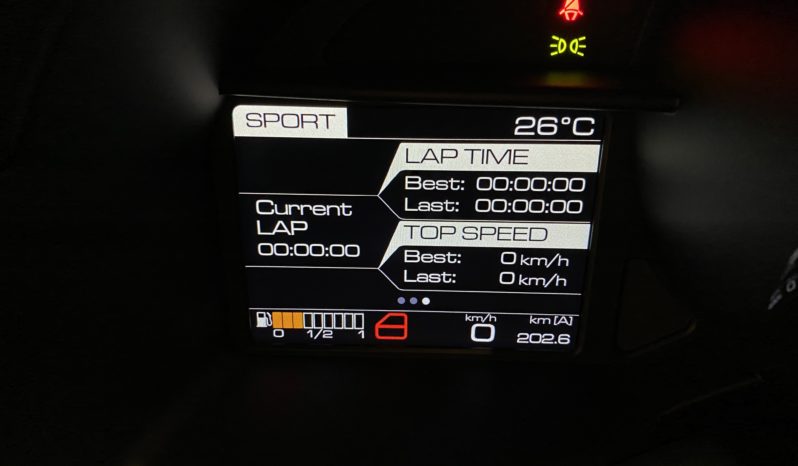 SPORT
26°C
LAP TIME
Best: 00:00:00
Last: 00:00:00
Current
LAP
00:00:00
TOP SPEED
Best: 0 km/h
Last: 0 km/h
0 1/2 1
km/h
0
km [A]
202.6